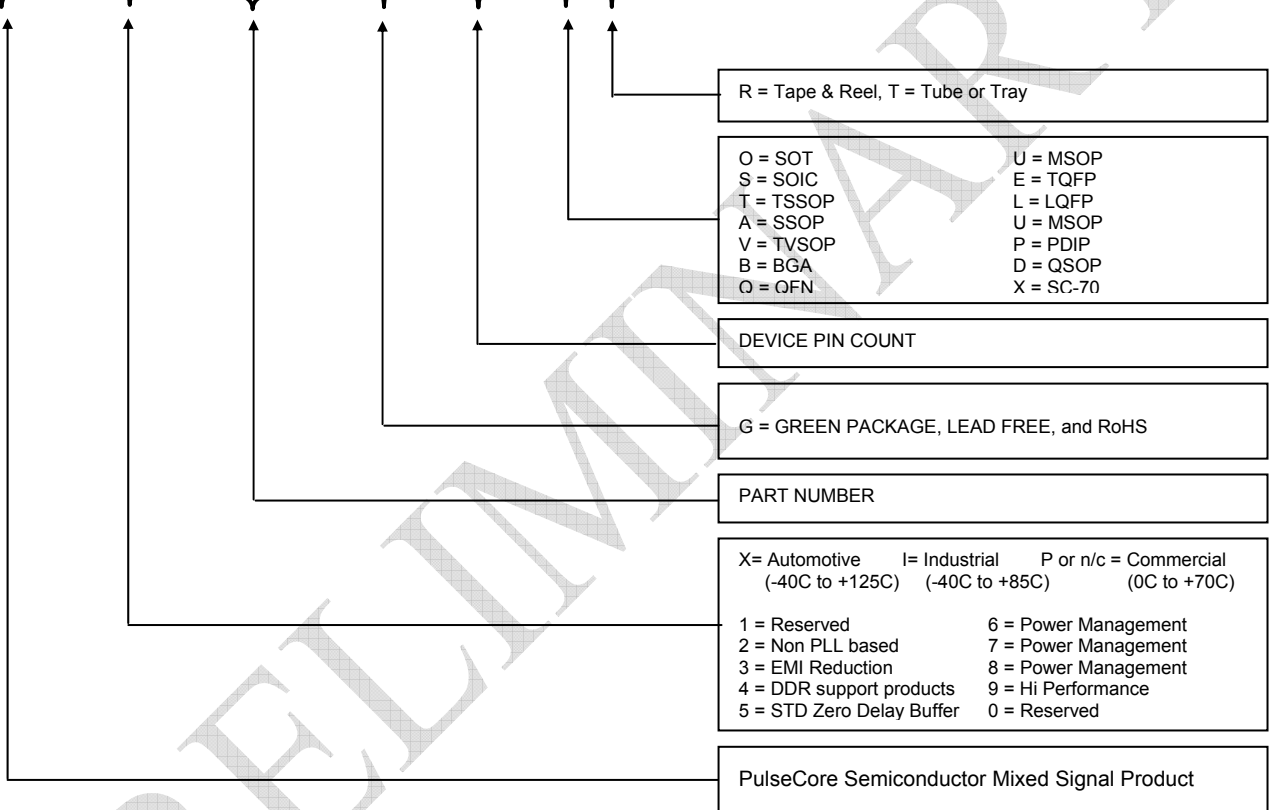 R = Tape & Reel, T = Tube or Tray
O = SOT U = MSOP
S = SOIC E = TQFP
T = TSSOP L = LQFP
A = SSOP U = MSOP
V = TVSOP P = PDIP
B = BGA D = QSOP
Q = QFN X = SC-70
DEVICE PIN COUNT
G = GREEN PACKAGE, LEAD FREE, and RoHS
PART NUMBER
X= Automotive I= Industrial P or n/c = Commercial
(-40C to +125C) (-40C to +85C) (0C to +70C)
1 = Reserved 6 = Power Management
2 = Non PLL based 7 = Power Management
3 = EMI Reduction 8 = Power Management
4 = DDR support products 9 = Hi Performance
5 = STD Zero Delay Buffer 0 = Reserved
PulseCore Semiconductor Mixed Signal Product
RELIMINAR